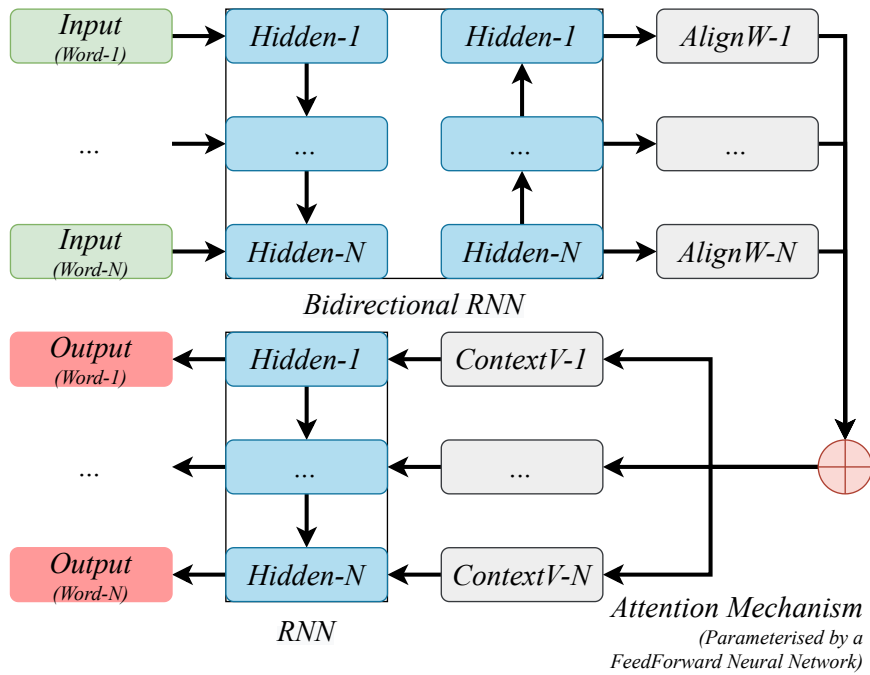 Input
(Word-1)
Hidden-1
Hidden-1
AlignW-1
...
...
...
...
Input
(Word-N)
Hidden-N
Hidden-N
AlignW-N
Bidirectional RNN
Output
(Word-1)
Hidden-1
ContextV-1
...
...
...
Output
(Word-N)
Hidden-N
ContextV-N
RNN
Attention Mechanism
(Parameterised by a
FeedForward Neural Network)